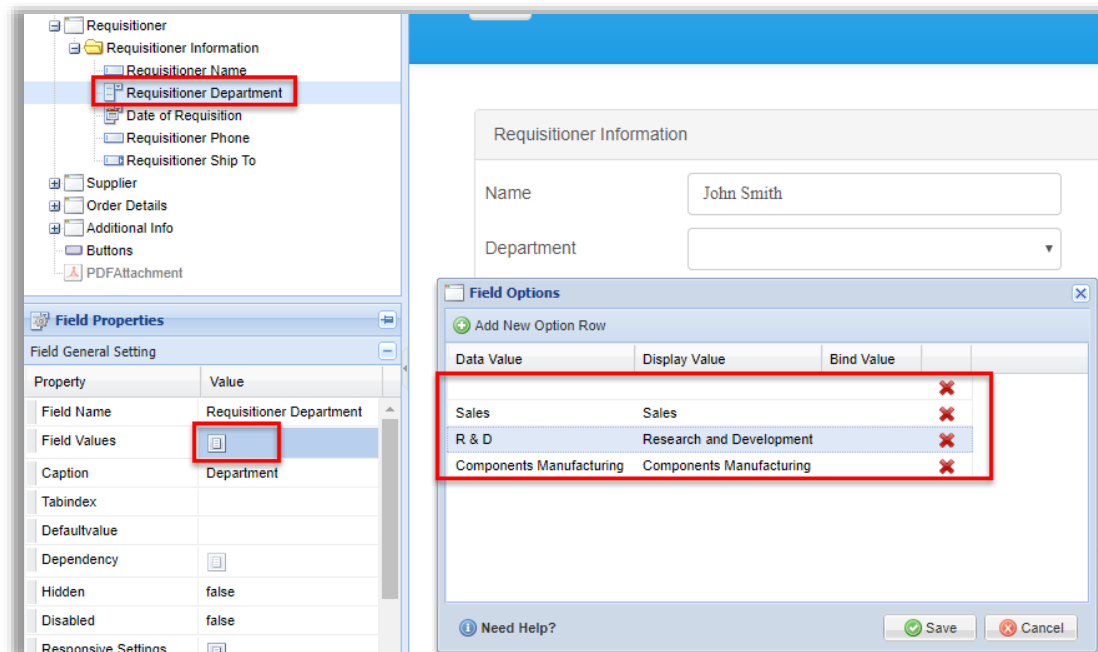 Requisitioner
Requisitioner Information
Requisitioner Name
Requisitioner Department
Date of Requisition
Requisitioner Phone
Requisitioner Ship To
Supplier
Order Details
Additional Info
Buttons
PDFAttachment
Field Properties
Field General Setting
Property Value
Field Name Requisitioner Department
Field Values
Caption Department
Tabindex
Defaultvalue
Dependency
Hidden false
Disabled false
Responsive Settings
Requisitioner Information
Name John Smith
Department
Field Options
Add New Option Row
Data Value Display Value Bind Value
Sales Sales
R & D Research and Development
Components Manufacturing Components Manufacturing
Need Help? Save Cancel